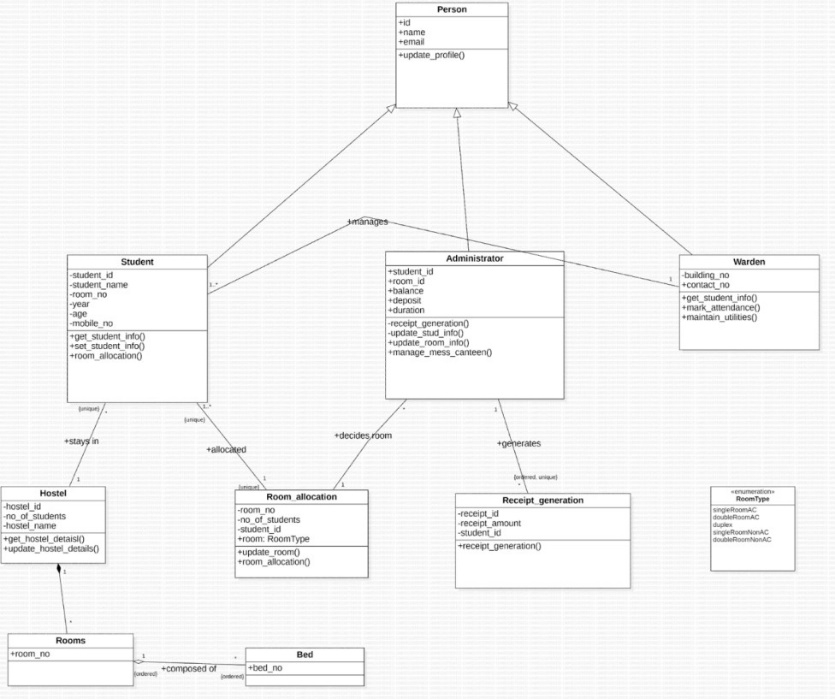 Person
+id
+name
+email
+update_profile()
+manages
1..*
1
Student
-student_id
-student_name
-room_no
-year
-age
-mobile_no
+get_student_info()
+set_student_info()
+room_allocation()
Administrator
+student_id
+room_id
+balance
+deposit
+duration
-receipt_generation()
-update_stud_info()
+update_room_info()
+manage_mess_canteen()
Warden
-building_no
+contact_no
+get_student_info()
+mark_attendance()
+maintain_utilities()
{unique}
*
+stays in
1
1..*
{unique}
+allocated
{unique}
1
*
+decides room
1
1
+generates
{ordered, unique}
*
Hostel
-hostel_id
-no_of_students
-hostel_name
+get_hostel_detaisl()
+update_hostel_details()
Room_allocation
-room_no
-no_of_students
-student_id
+room: RoomType
+update_room()
+room_allocation()
Receipt_generation
-receipt_id
-receipt_amount
-student_id
+receipt_generation()
«enumeration»
RoomType
singleRoomAC
doubleRoomAC
duplex
singleRoomNonAC
doubleRoomNonAC
1
*
Rooms
+room_no
1
{ordered}
+composed of
*
{ordered}
Bed
+bed_no